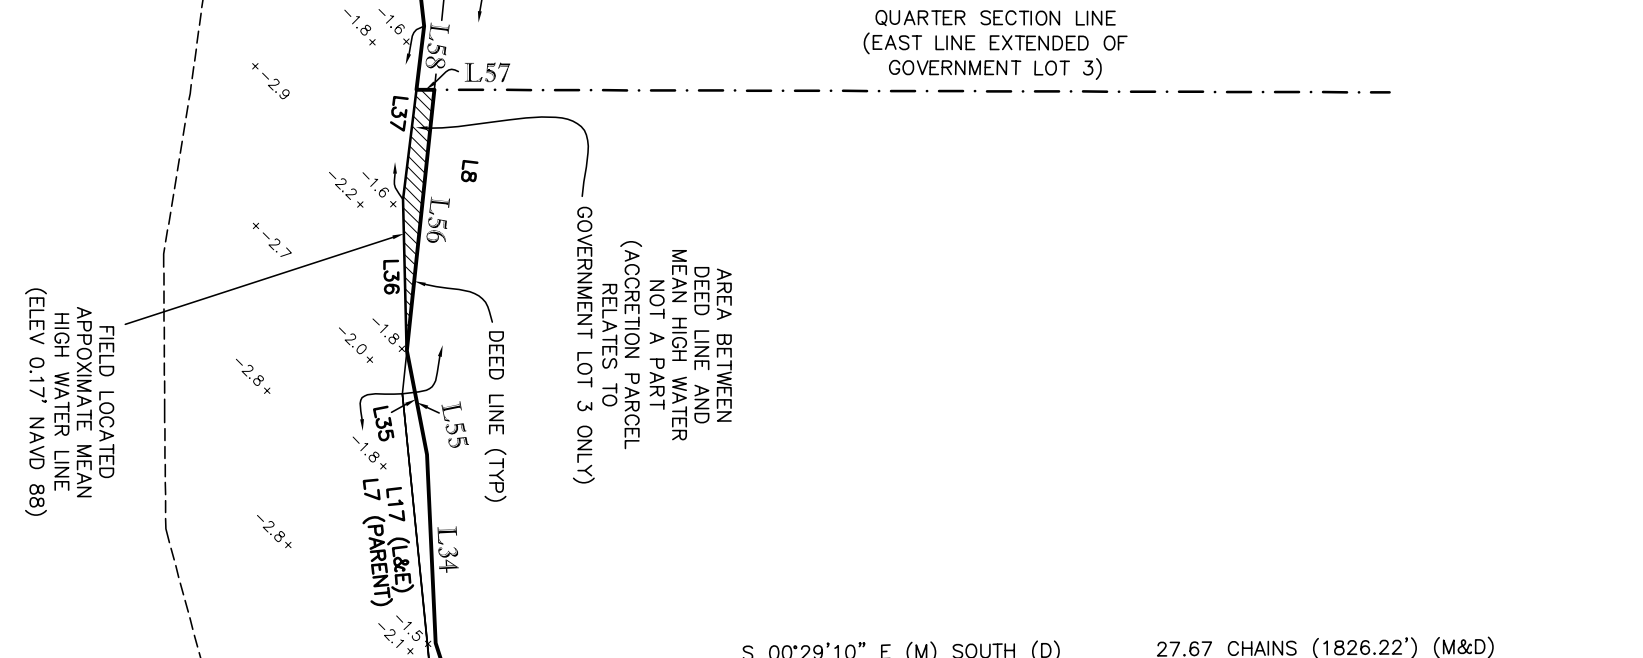 QUARTER SECTION LINE
(EAST LINE EXTENDED OF
GOVERNMENT LOT 3)
-1.6
-1.8
L58
L57
-2.9
L37
L8
-1.6
-2.2
L56
-2.7
L36
AREA BETWEEN
DEED LINE AND
MEAN HIGH WATER
NOT A PART
(ACCRETION PARCEL
RELATES TO
GOVERNMENT LOT 3 ONLY)
FIELD LOCATED
APPOXIMATE MEAN
HIGH WATER LINE
(ELEV 0.17' NAVD 88)
-1.8
-2.0
DEED LINE (TYP)
-2.8
L55
L35
-1.8
L17 (L&E)
L7 (PARENT)
L34
-2.8
-1.5
-2.1
S 00°29'10" E (M) SOUTH (D)
27.67 CHAINS (1826.22') (M&D)